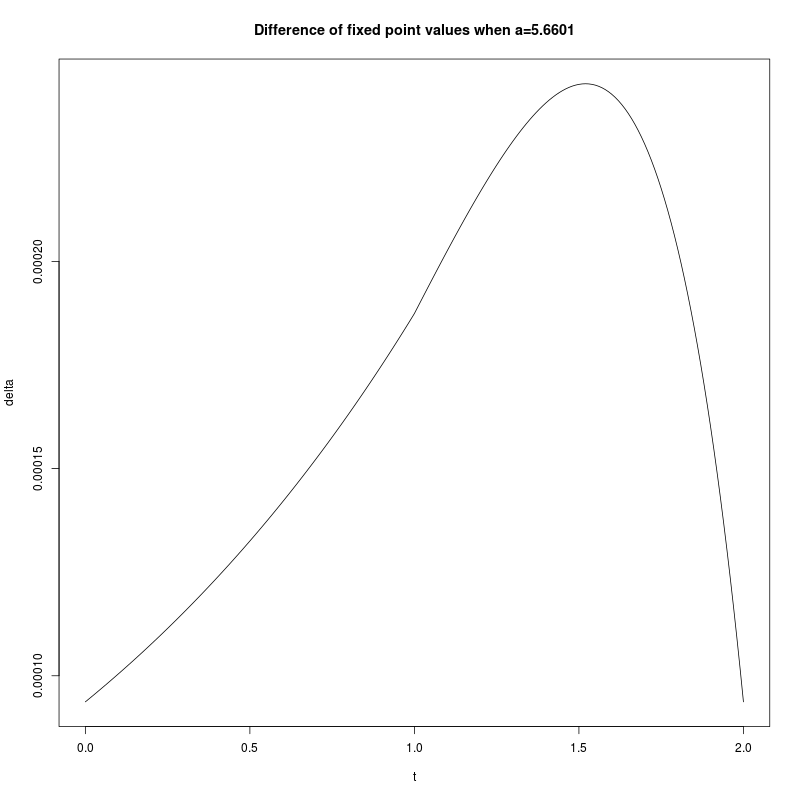 Difference of fixed point values when a=5.6601
delta
0.00020
0.00015
0.00010
0.0 0.5 1.0 1.5 2.0
t